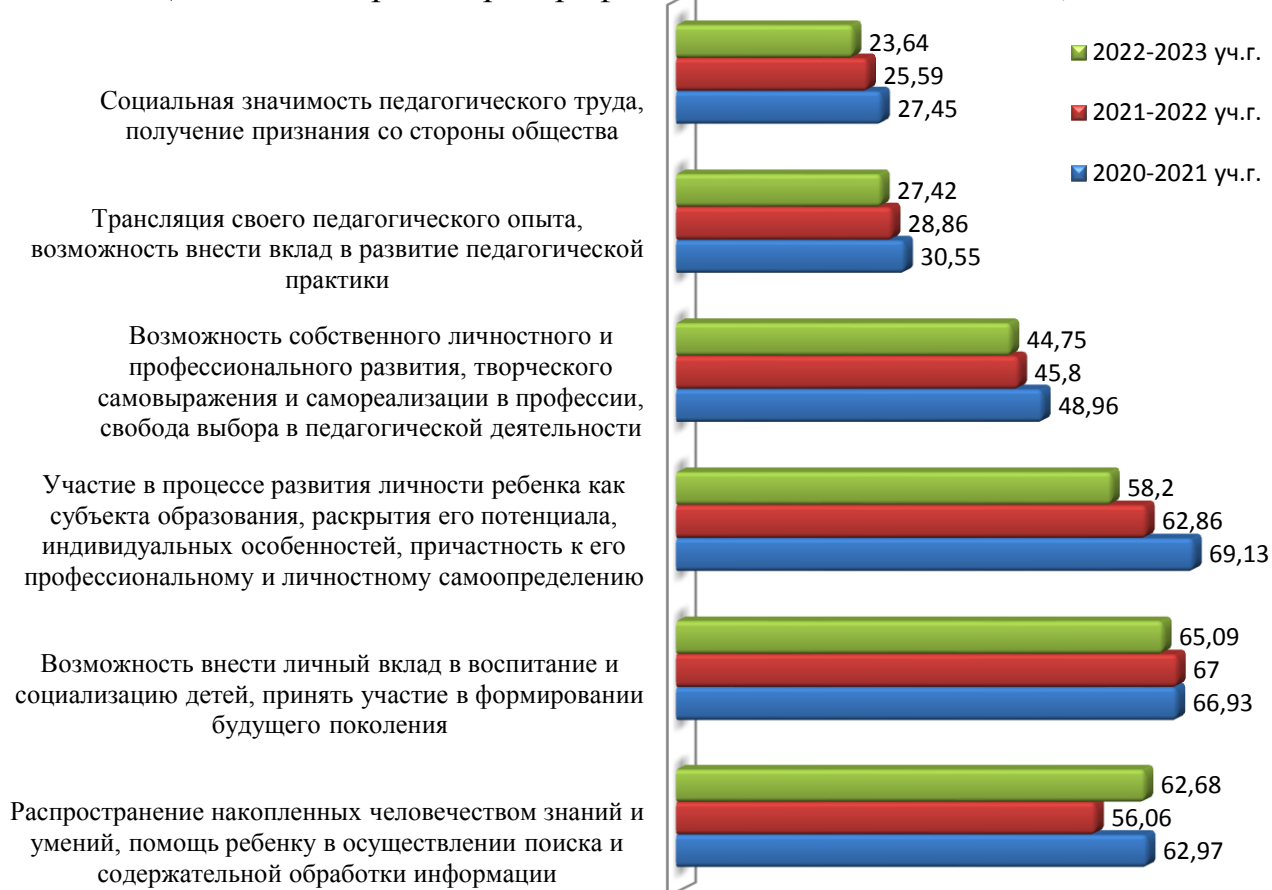 23,64
25,59
27,45
Социальная значимость педагогического труда,
получение признания со стороны общества
2022-2023 уч.г.
2021-2022 уч.г.
2020-2021 уч.г.
27,42
28,86
30,55
Трансляция своего педагогического опыта,
возможность внести вклад в развитие педагогической
практики
44,75
45,8
48,96
Возможность собственного личностного и
профессионального развития, творческого
самовыражения и самореализации в профессии,
свобода выбора в педагогической деятельности
58,2
62,86
69,13
Участие в процессе развития личности ребенка как
субъекта образования, раскрытия его потенциала,
индивидуальных особенностей, причастность к его
профессиональному и личностному самоопределению
65,09
67
66,93
Возможность внести личный вклад в воспитание и
социализацию детей, принять участие в формировании
будущего поколения
62,68
56,06
62,97
Распространение накопленных человечеством знаний и
умений, помощь ребенку в осуществлении поиска и
содержательной обработки информации